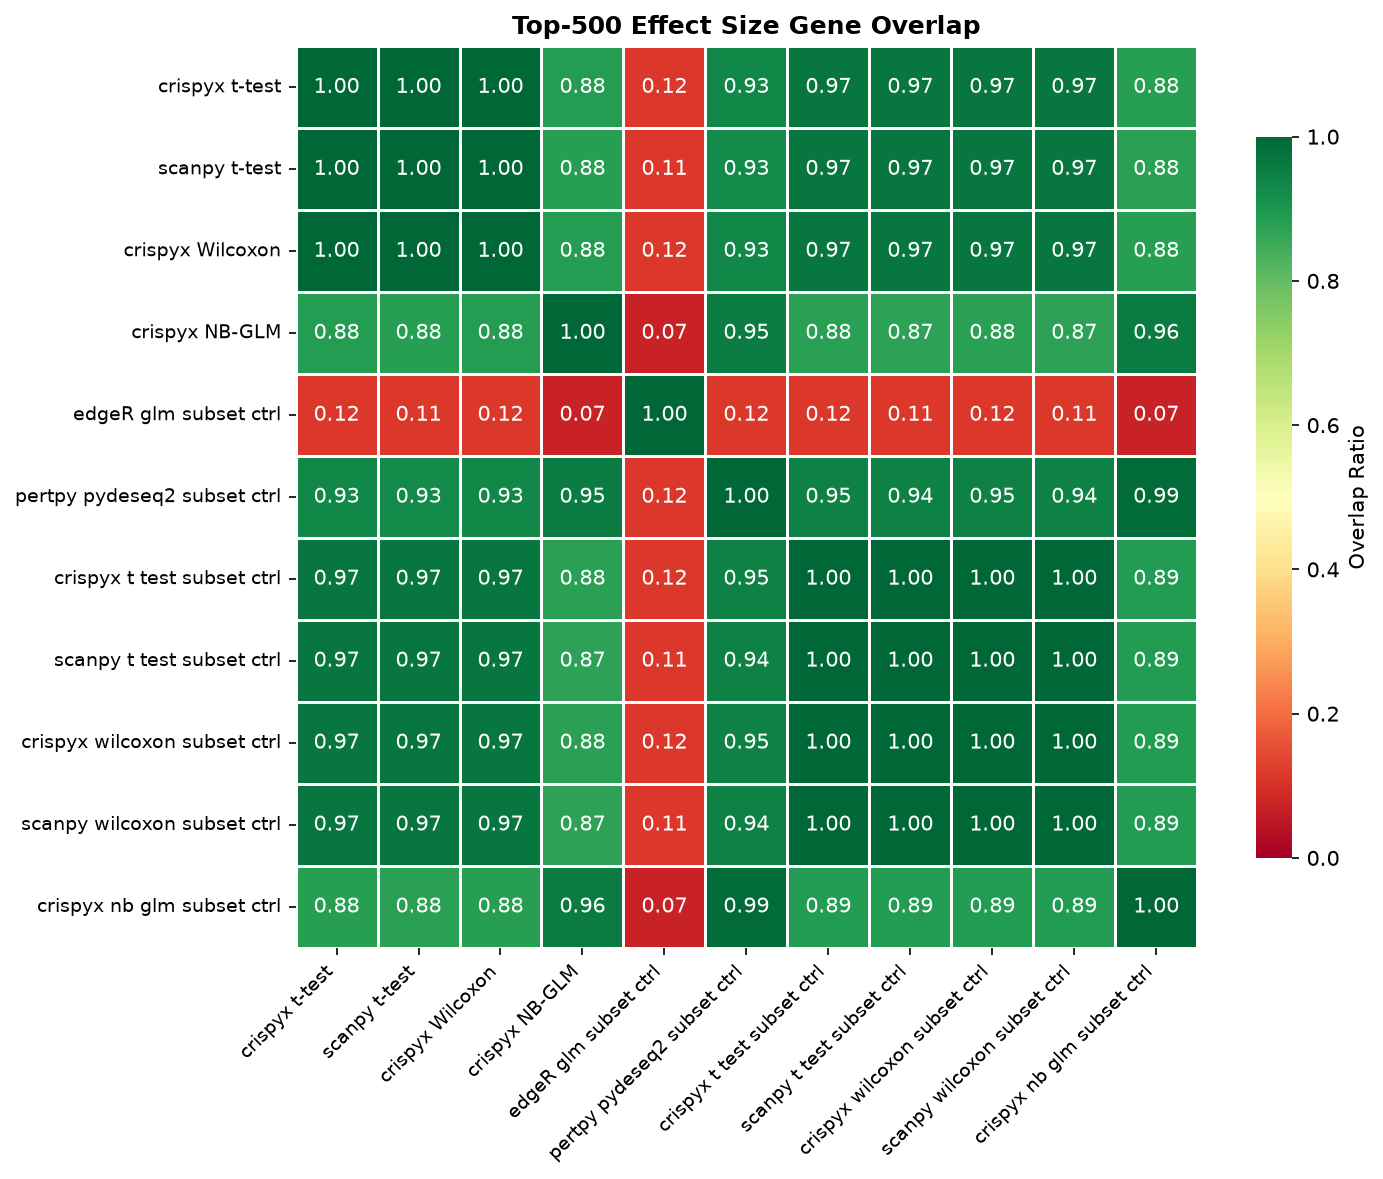 Top-500 Effect Size Gene Overlap
crispyx t-test 1.00 1.00 1.00 0.88 0.12 0.93 0.97 0.97 0.97 0.97 0.88
scanpy t-test 1.00 1.00 1.00 0.88 0.11 0.93 0.97 0.97 0.97 0.97 0.88
crispyx Wilcoxon 1.00 1.00 1.00 0.88 0.12 0.93 0.97 0.97 0.97 0.97 0.88
crispyx NB-GLM 0.88 0.88 0.88 1.00 0.07 0.95 0.88 0.87 0.88 0.87 0.96
edgeR glm subset ctrl 0.12 0.11 0.12 0.07 1.00 0.12 0.12 0.11 0.12 0.11 0.07
pertpy pydeseq2 subset ctrl 0.93 0.93 0.93 0.95 0.12 1.00 0.95 0.94 0.95 0.94 0.99
crispyx t test subset ctrl 0.97 0.97 0.97 0.88 0.12 0.95 1.00 1.00 1.00 1.00 0.89
scanpy t test subset ctrl 0.97 0.97 0.97 0.87 0.11 0.94 1.00 1.00 1.00 1.00 0.89
crispyx wilcoxon subset ctrl 0.97 0.97 0.97 0.88 0.12 0.95 1.00 1.00 1.00 1.00 0.89
scanpy wilcoxon subset ctrl 0.97 0.97 0.97 0.87 0.11 0.94 1.00 1.00 1.00 1.00 0.89
crispyx nb glm subset ctrl 0.88 0.88 0.88 0.96 0.07 0.99 0.89 0.89 0.89 0.89 1.00
crispyx t-test
scanpy t-test
crispyx Wilcoxon
crispyx NB-GLM
edgeR glm subset ctrl
pertpy pydeseq2 subset ctrl
crispyx t test subset ctrl
scanpy t test subset ctrl
crispyx wilcoxon subset ctrl
scanpy wilcoxon subset ctrl
crispyx nb glm subset ctrl
1.0
0.8
0.6
0.4
0.2
0.0
Overlap Ratio